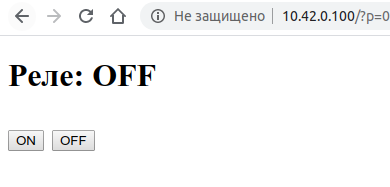 Не защищено 10.42.0.100/?p=0
Реле: OFF
ON OFF